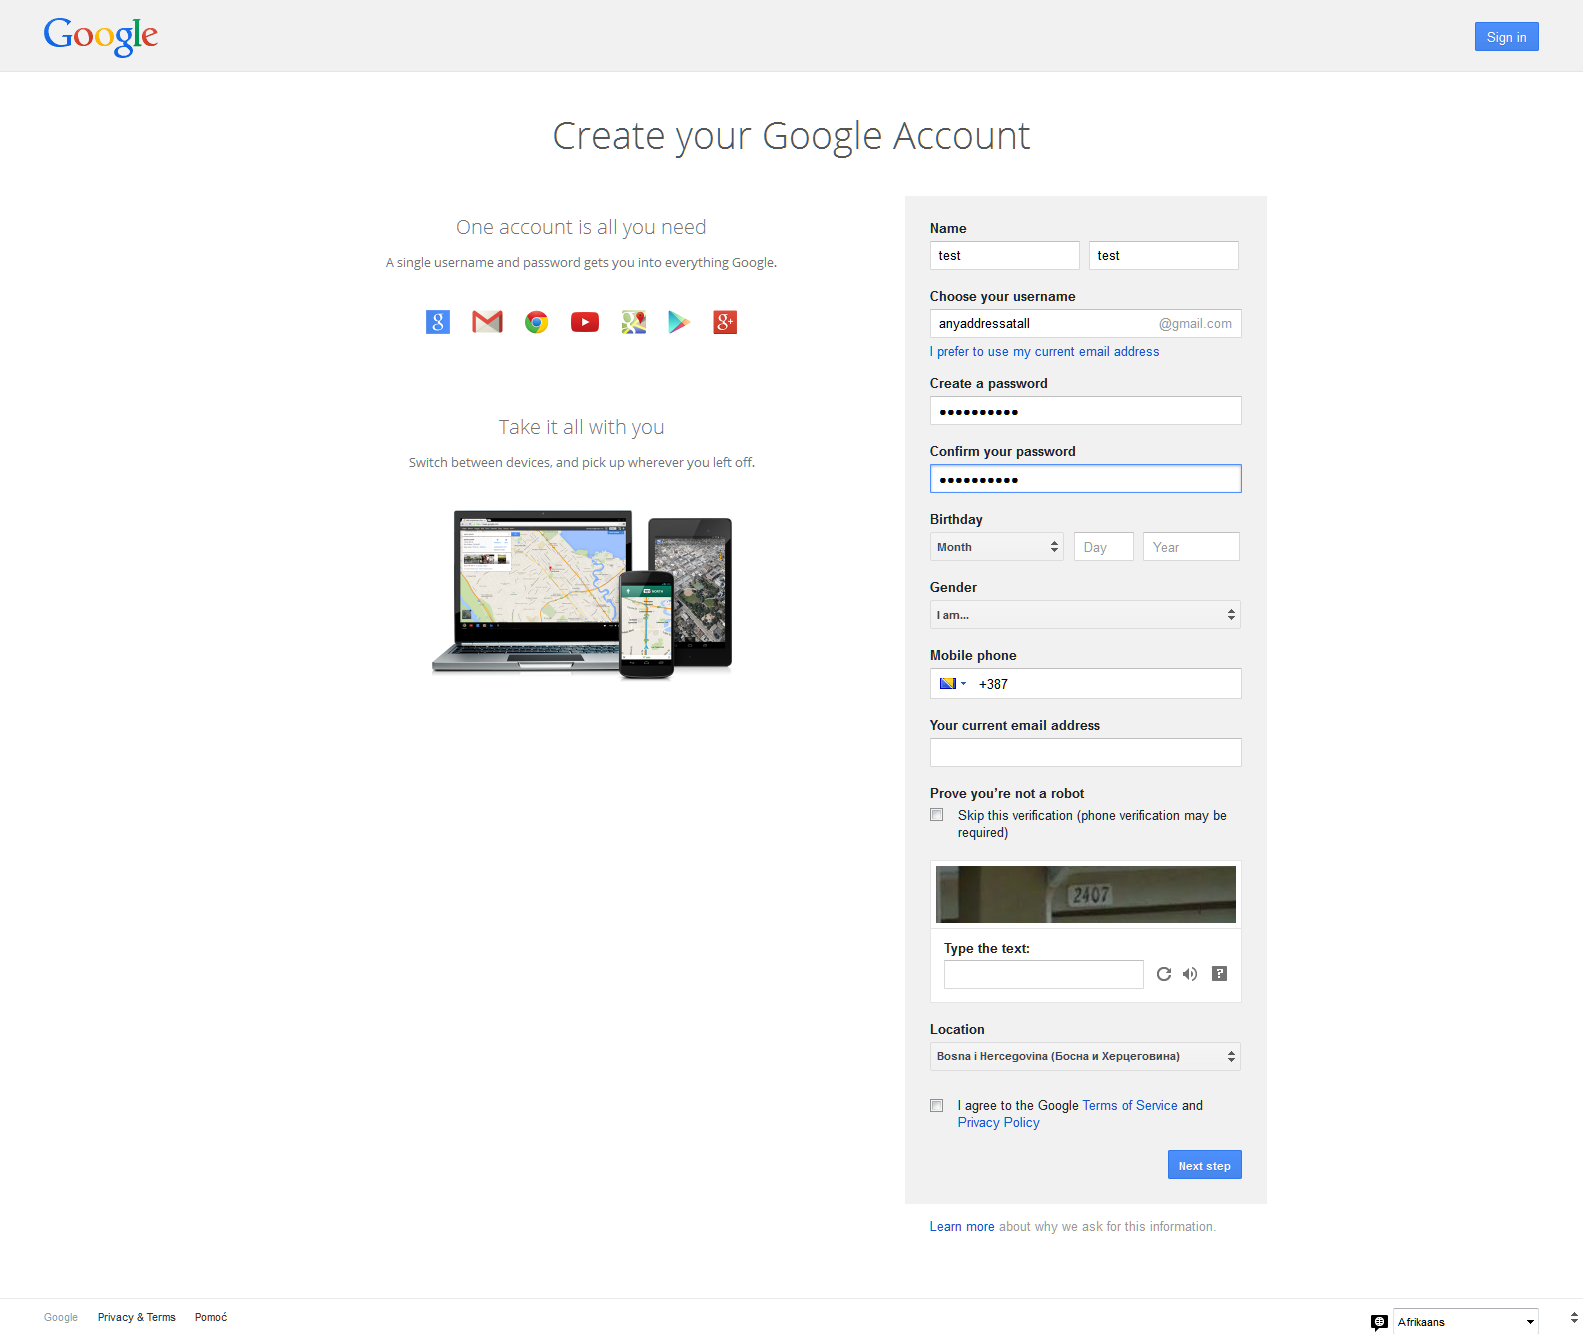 Google
Sign in
Create your Google Account
One account is all you need
A single username and password gets you into everything Google.
Take it all with you
Switch between devices, and pick up wherever you left off.
Name
test test
Choose your username
anyaddressatall @gmail.com
I prefer to use my current email address
Create a password
••••••••••
Confirm your password
••••••••••
Birthday
Month Day Year
Gender
I am...
Mobile phone
+387
Your current email address
Prove you're not a robot
Skip this verification (phone verification may be
required)
2407
Type the text:
Location
Bosna i Hercegovina (Босна и Херцеговина)
I agree to the Google Terms of Service and
Privacy Policy
Next step
Learn more about why we ask for this information.
Google Privacy & Terms Pomoć
Afrikaans